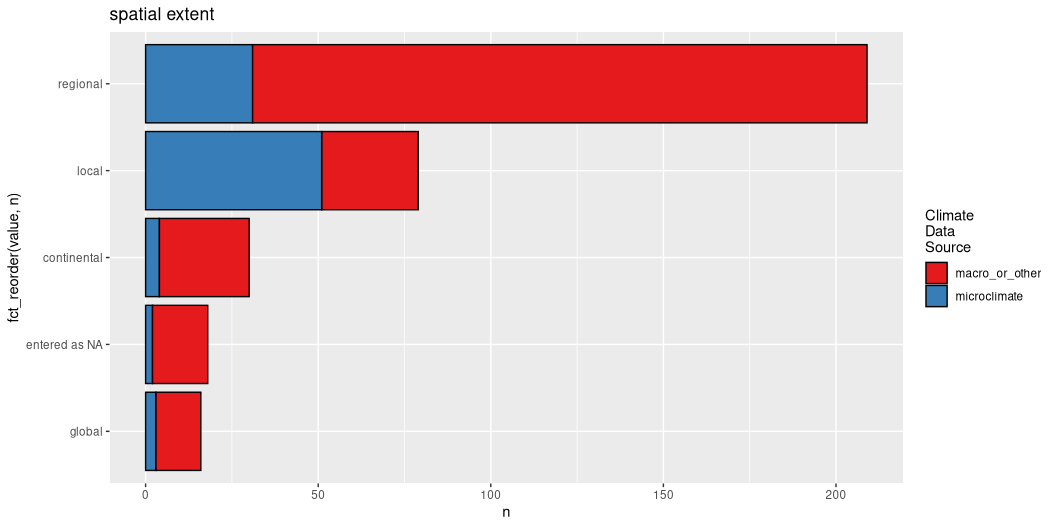 spatial extent
fct_reorder(value, n)
regional
local
continental
entered as NA
global
0 50 100 150 200
n
Climate
Data
Source
macro_or_other
microclimate